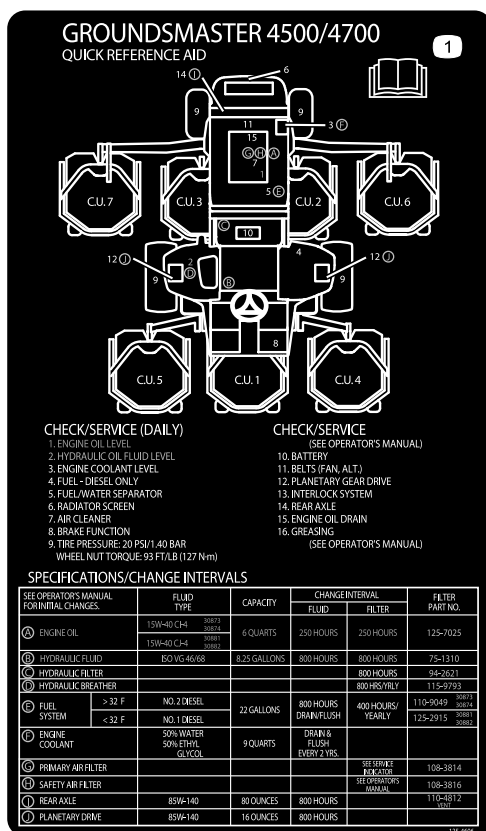 GROUNDSMASTER 4500/4700
QUICK REFERENCE AID
1
14 I
6
9
9
11
3 F
15
G H A
7
1
5 E
C.U. 7
C.U. 3
C.U. 2
C.U. 6
C
10
12 J
2
D
B
4
12 J
9
9
8
C.U. 5
C.U. 1
C.U. 4
CHECK/SERVICE (DAILY)
1. ENGINE OIL LEVEL
2. HYDRAULIC OIL FLUID LEVEL
3. ENGINE COOLANT LEVEL
4. FUEL - DIESEL ONLY
5. FUEL/WATER SEPARATOR
6. RADIATOR SCREEN
7. AIR CLEANER
8. BRAKE FUNCTION
9. TIRE PRESSURE: 20 PSI/1.40 BAR
WHEEL NUT TORQUE: 93 FT/LB (127 N·m)
CHECK/SERVICE
(SEE OPERATOR'S MANUAL)
10. BATTERY
11. BELTS (FAN, ALT.)
12. PLANETARY GEAR DRIVE
13. INTERLOCK SYSTEM
14. REAR AXLE
15. ENGINE OIL DRAIN
16. GREASING
(SEE OPERATOR'S MANUAL)
SPECIFICATIONS/CHANGE INTERVALS
SEE OPERATOR'S MANUAL FOR INITIAL CHANGES. FLUID TYPE CAPACITY CHANGE INTERVAL FLUID FILTER FILTER PART NO.
A ENGINE OIL 15W-40 CJ-4 30873 30874 6 QUARTS 250 HOURS 250 HOURS 125-7025
15W-40 CI-4 30881 30882
B HYDRAULIC FLUID ISO VG 46/68 8.25 GALLONS 800 HOURS 800 HOURS 75-1310
C HYDRAULIC FILTER 800 HOURS 94-2621
D HYDRAULIC BREATHER 800 HRS/YRLY 115-9793
E FUEL SYSTEM > 32 F NO. 2 DIESEL 22 GALLONS 800 HOURS DRAIN/FLUSH 400 HOURS/ YEARLY 110-9049 30873 30874
< 32 F NO. 1 DIESEL 125-2915 30881 30882
F ENGINE COOLANT 50% WATER 50% ETHYL GLYCOL 9 QUARTS DRAIN & FLUSH EVERY 2 YRS.
G PRIMARY AIR FILTER SEE SERVICE INDICATOR 108-3814
H SAFETY AIR FILTER SEE OPERATOR'S MANUAL 108-3816
I REAR AXLE 85W-140 80 OUNCES 800 HOURS 110-4812 VENT
J PLANETARY DRIVE 85W-140 16 OUNCES 800 HOURS